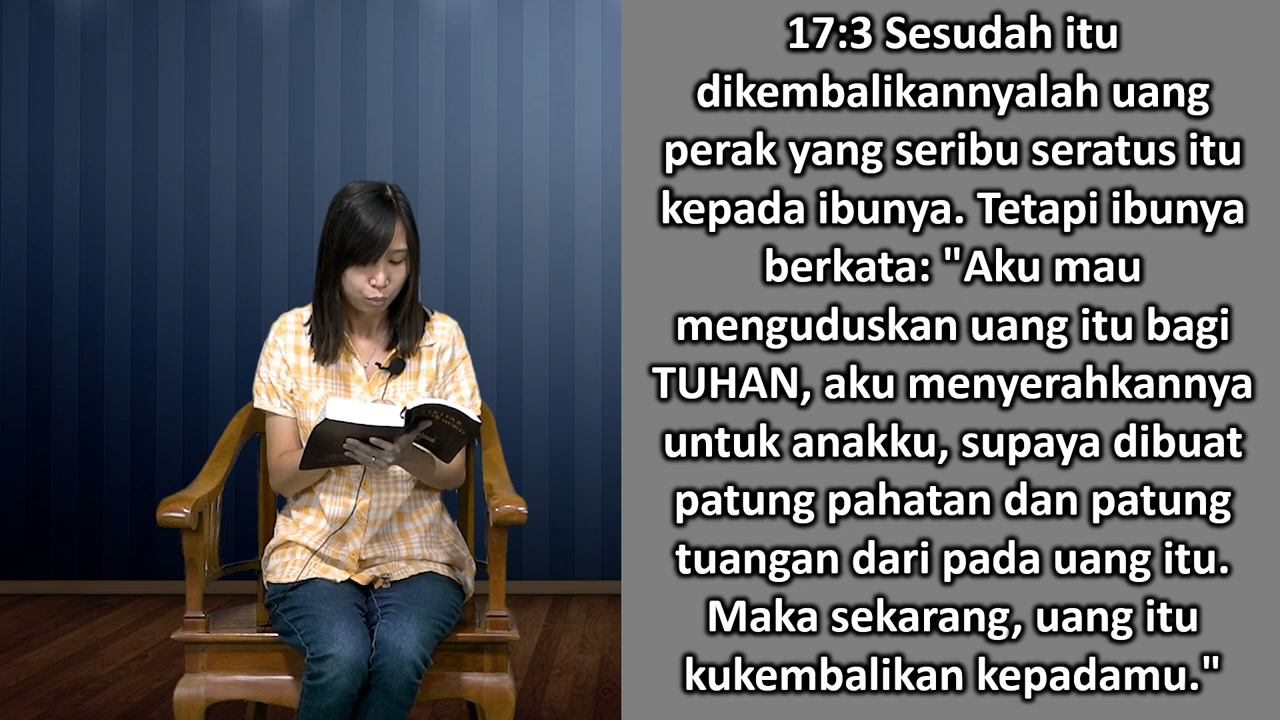 17:3 Sesudah itu
dikembalikannyalah uang
perak yang seribu seratus itu
kepada ibunya. Tetapi ibunya
berkata: "Aku mau
menguduskan uang itu bagi
TUHAN, aku menyerahkannya
untuk anakku, supaya dibuat
patung pahatan dan patung
tuangan dari pada uang itu.
Maka sekarang, uang itu
kukembalikan kepadamu."